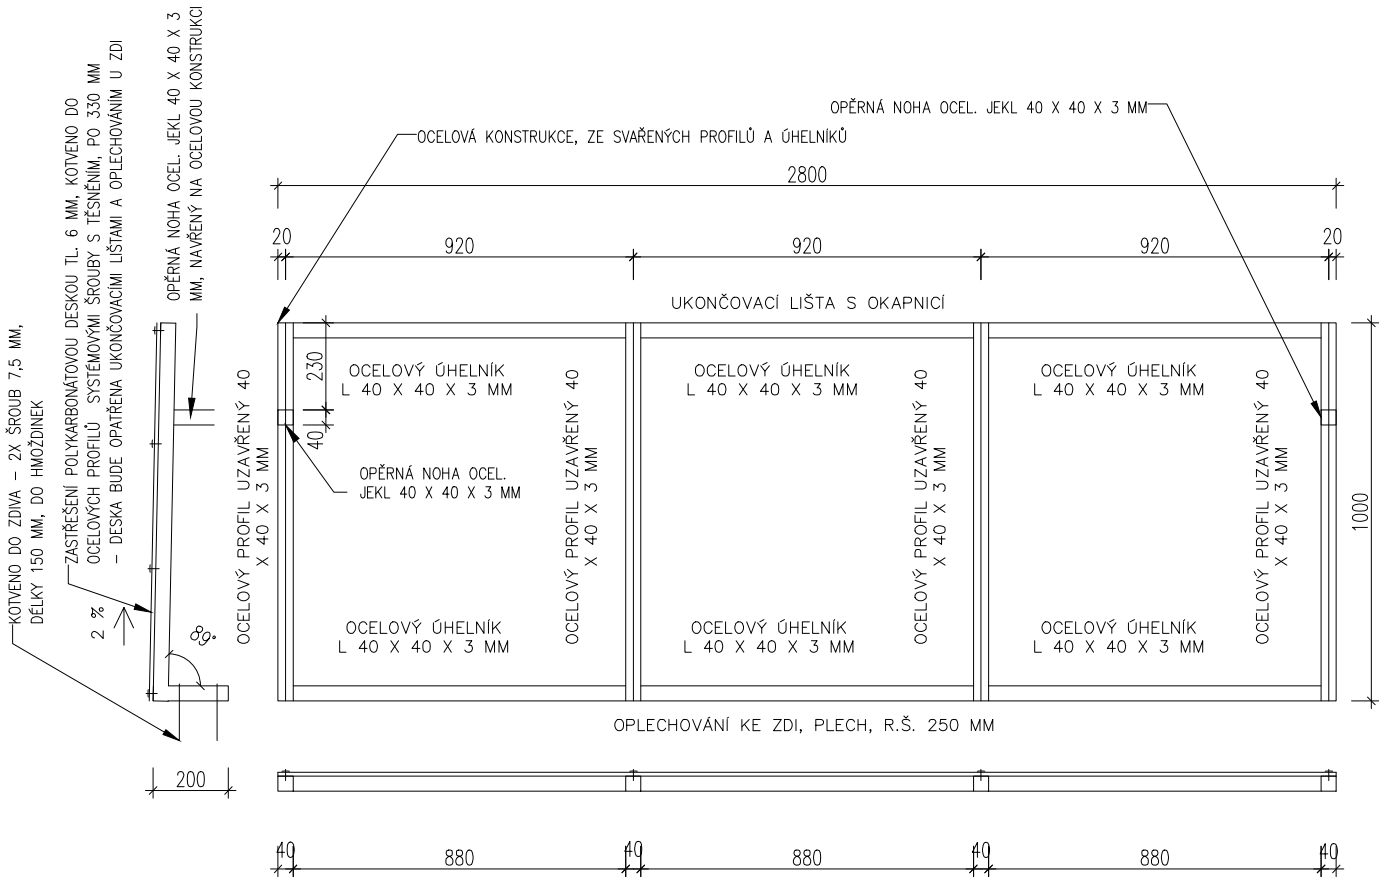 KOTVENO DO ZDIVA - 2X ŠROUB 7,5 MM,
DÉLKY 150 MM, DO HMOŽDINEK
ZASTŘEŠENÍ POLYKARBONÁTOVOU DESKOU TL. 6 MM, KOTVENO DO
OCELOVÝCH PROFILŮ SYSTÉMOVÝMI ŠROUBY S TĚSNĚNÍM, PO 330 MM
- DESKA BUDE OPATŘENA UKONČOVACÍMI LIŠTAMI A OPLECHOVÁNÍM U ZDI
OPĚRNÁ NOHA OCEL. JEKL 40 X 40 X 3
MM, NAVŘENÝ NA OCELOVOU KONSTRUKCI
2 %
89°
200
OPĚRNÁ NOHA OCEL. JEKL 40 X 40 X 3 MM
OCELOVÁ KONSTRUKCE, ZE SVAŘENÝCH PROFILŮ A ÚHELNÍKŮ
2800
20
920
920
920
20
UKONČOVACÍ LIŠTA S OKAPNICÍ
230
40
OCELOVÝ ÚHELNÍK
L 40 X 40 X 3 MM
OCELOVÝ ÚHELNÍK
L 40 X 40 X 3 MM
OCELOVÝ ÚHELNÍK
L 40 X 40 X 3 MM
OCELOVÝ PROFIL UZAVŘENÝ 40
X 40 X 3 MM
OCELOVÝ PROFIL UZAVŘENÝ 40
X 40 X 3 MM
OCELOVÝ PROFIL UZAVŘENÝ 40
X 40 X 3 MM
OCELOVÝ PROFIL UZAVŘENÝ 40
X 40 X 3 MM
OPĚRNÁ NOHA OCEL.
JEKL 40 X 40 X 3 MM
1000
OCELOVÝ ÚHELNÍK
L 40 X 40 X 3 MM
OCELOVÝ ÚHELNÍK
L 40 X 40 X 3 MM
OCELOVÝ ÚHELNÍK
L 40 X 40 X 3 MM
OPLECHOVÁNÍ KE ZDI, PLECH, R.Š. 250 MM
40
880
40
880
40
880
40